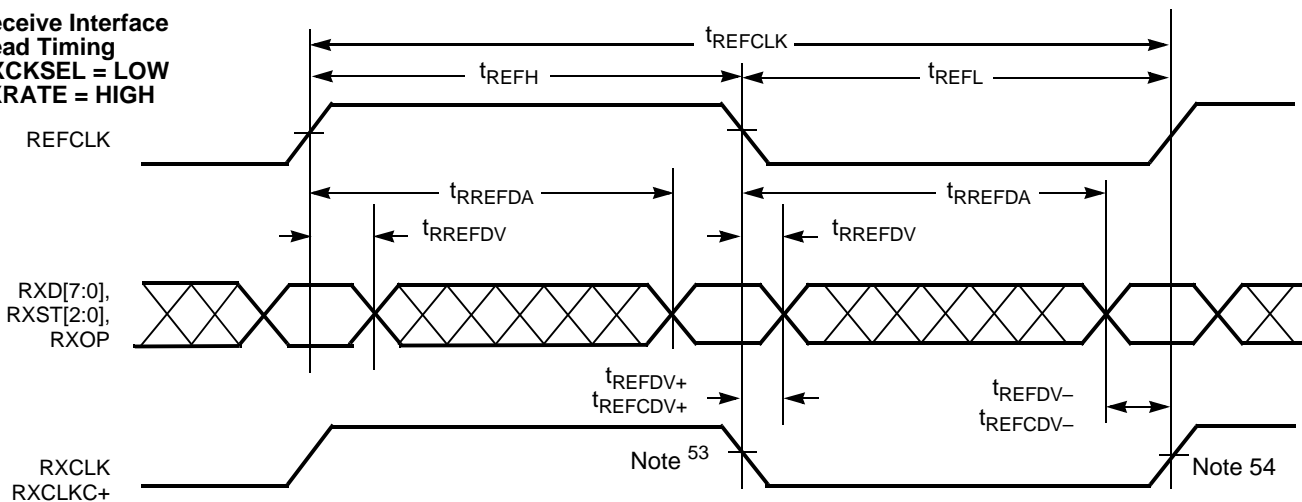 eceive Interface
ead Timing
XCKSEL = LOW
XRATE = HIGH
tREFCLK
tREFH
tREFL
REFCLK
tRREFDA
tRREFDA
tRREFDV
tRREFDV
RXD[7:0],
RXST[2:0],
RXOP
tREFDV+
tREFCDV+
tREFDV–
tREFCDV–
RXCLK
RXCLKC+
Note 53
Note 54